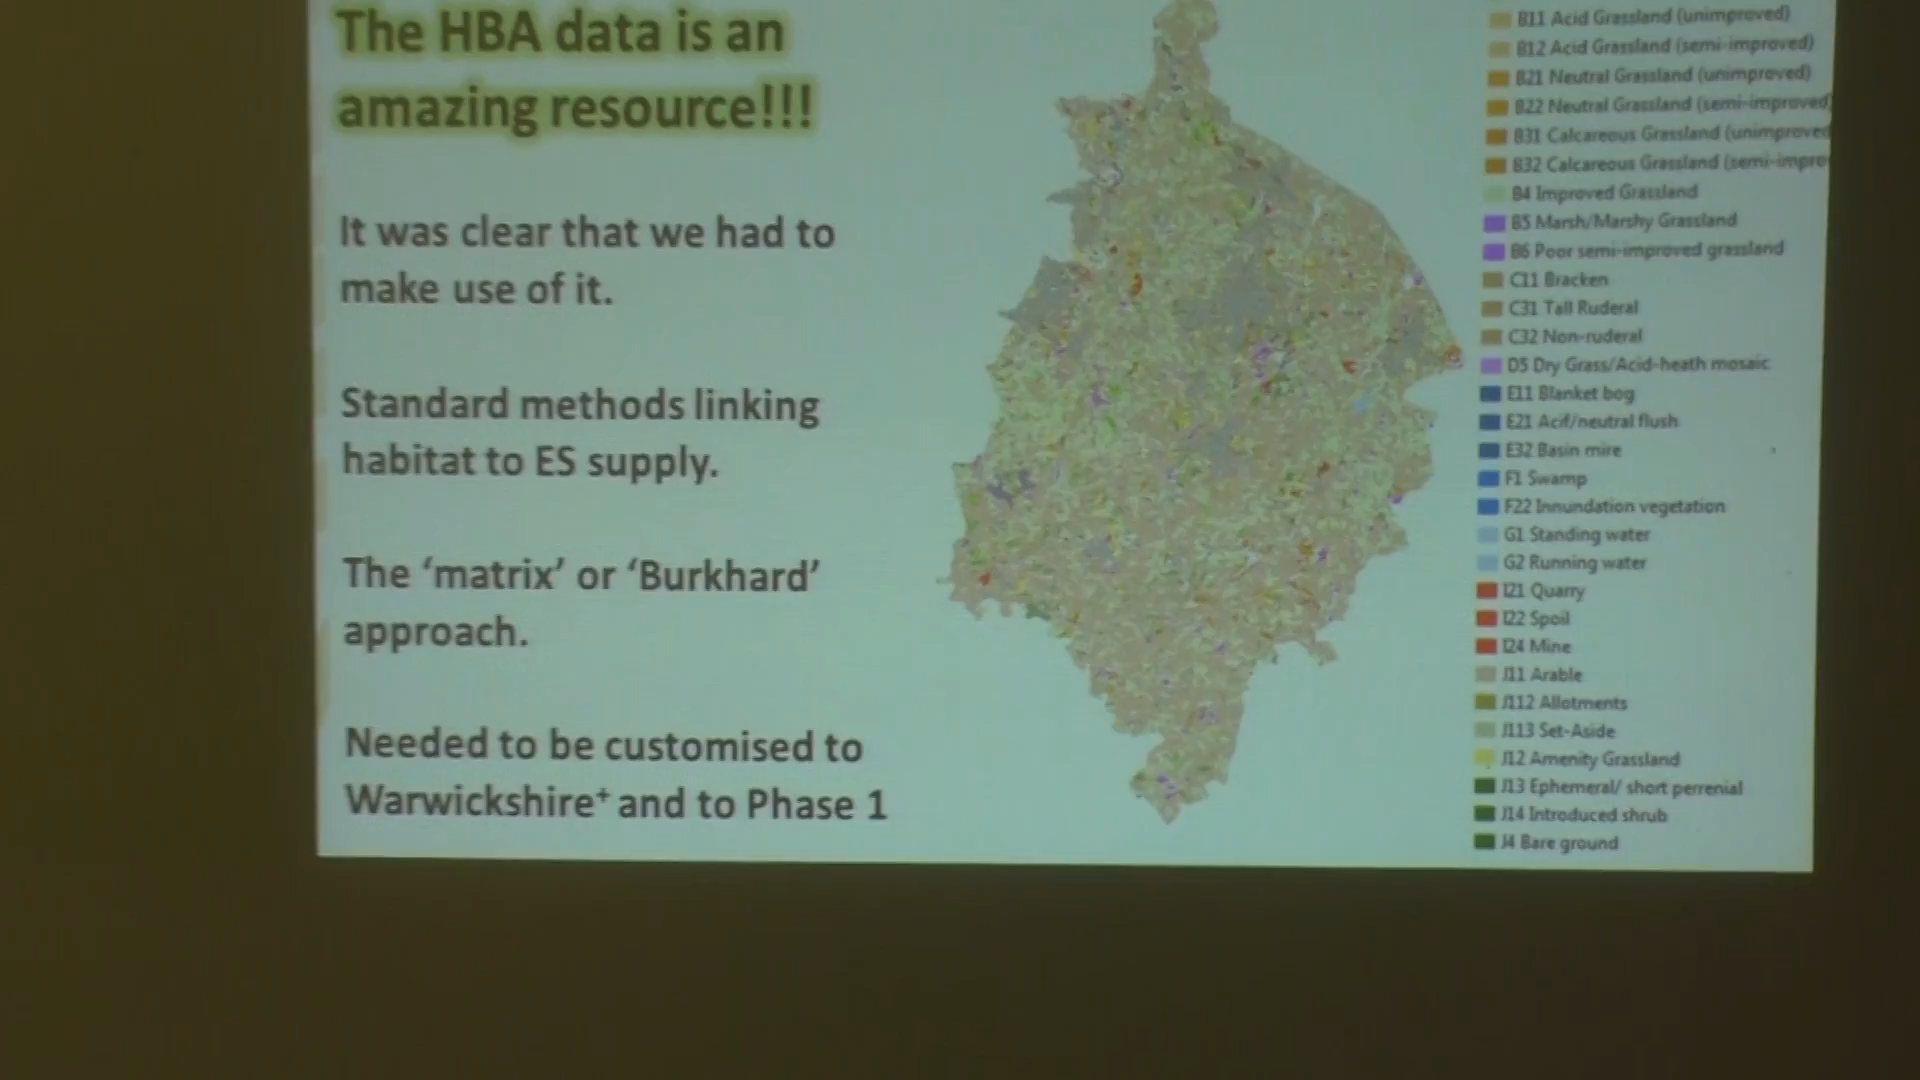 The HBA data is an
amazing resource!!!
It was clear that we had to
make use of it.
Standard methods linking
habitat to ES supply.
The ‘matrix’ or ‘Burkhard’
approach.
Needed to be customised to
Warwickshire⁺ and to Phase 1
B11 Acid Grassland (unimproved)
B12 Acid Grassland (semi-improved)
B21 Neutral Grassland (unimproved)
B22 Neutral Grassland (semi-improved)
B31 Calcareous Grassland (unimproved
B32 Calcareous Grassland (semi-impro
B4 Improved Grassland
B5 Marsh/Marshy Grassland
B6 Poor semi-improved grassland
C11 Bracken
C31 Tall Ruderal
C32 Non-ruderal
D5 Dry Grass/Acid-heath mosaic
E11 Blanket bog
E21 Acif/neutral flush
E32 Basin mire
F1 Swamp
F22 Innundation vegetation
G1 Standing water
G2 Running water
I21 Quarry
I22 Spoil
I24 Mine
J11 Arable
J112 Allotments
J113 Set-Aside
J12 Amenity Grassland
J13 Ephemeral/ short perrenial
J14 Introduced shrub
J4 Bare ground